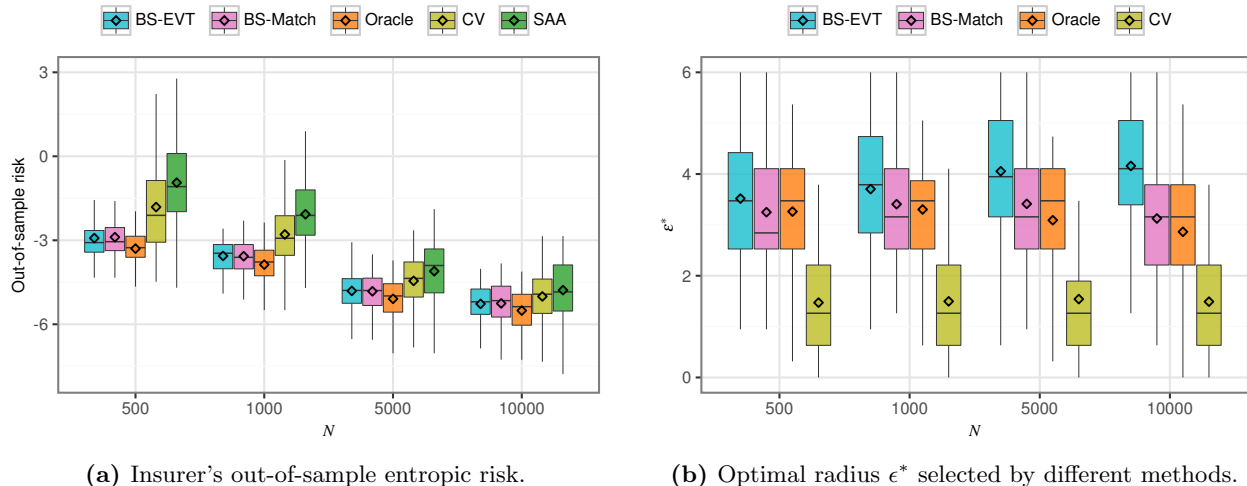 BS-EVT BS-Match Oracle CV SAA
3
0
-3
-6
Out-of-sample risk
500 1000 5000 10000
N
(a) Insurer's out-of-sample entropic risk.
BS-EVT BS-Match Oracle CV
6
4
2
0
ε*
500 1000 5000 10000
N
(b) Optimal radius ϵ* selected by different methods.